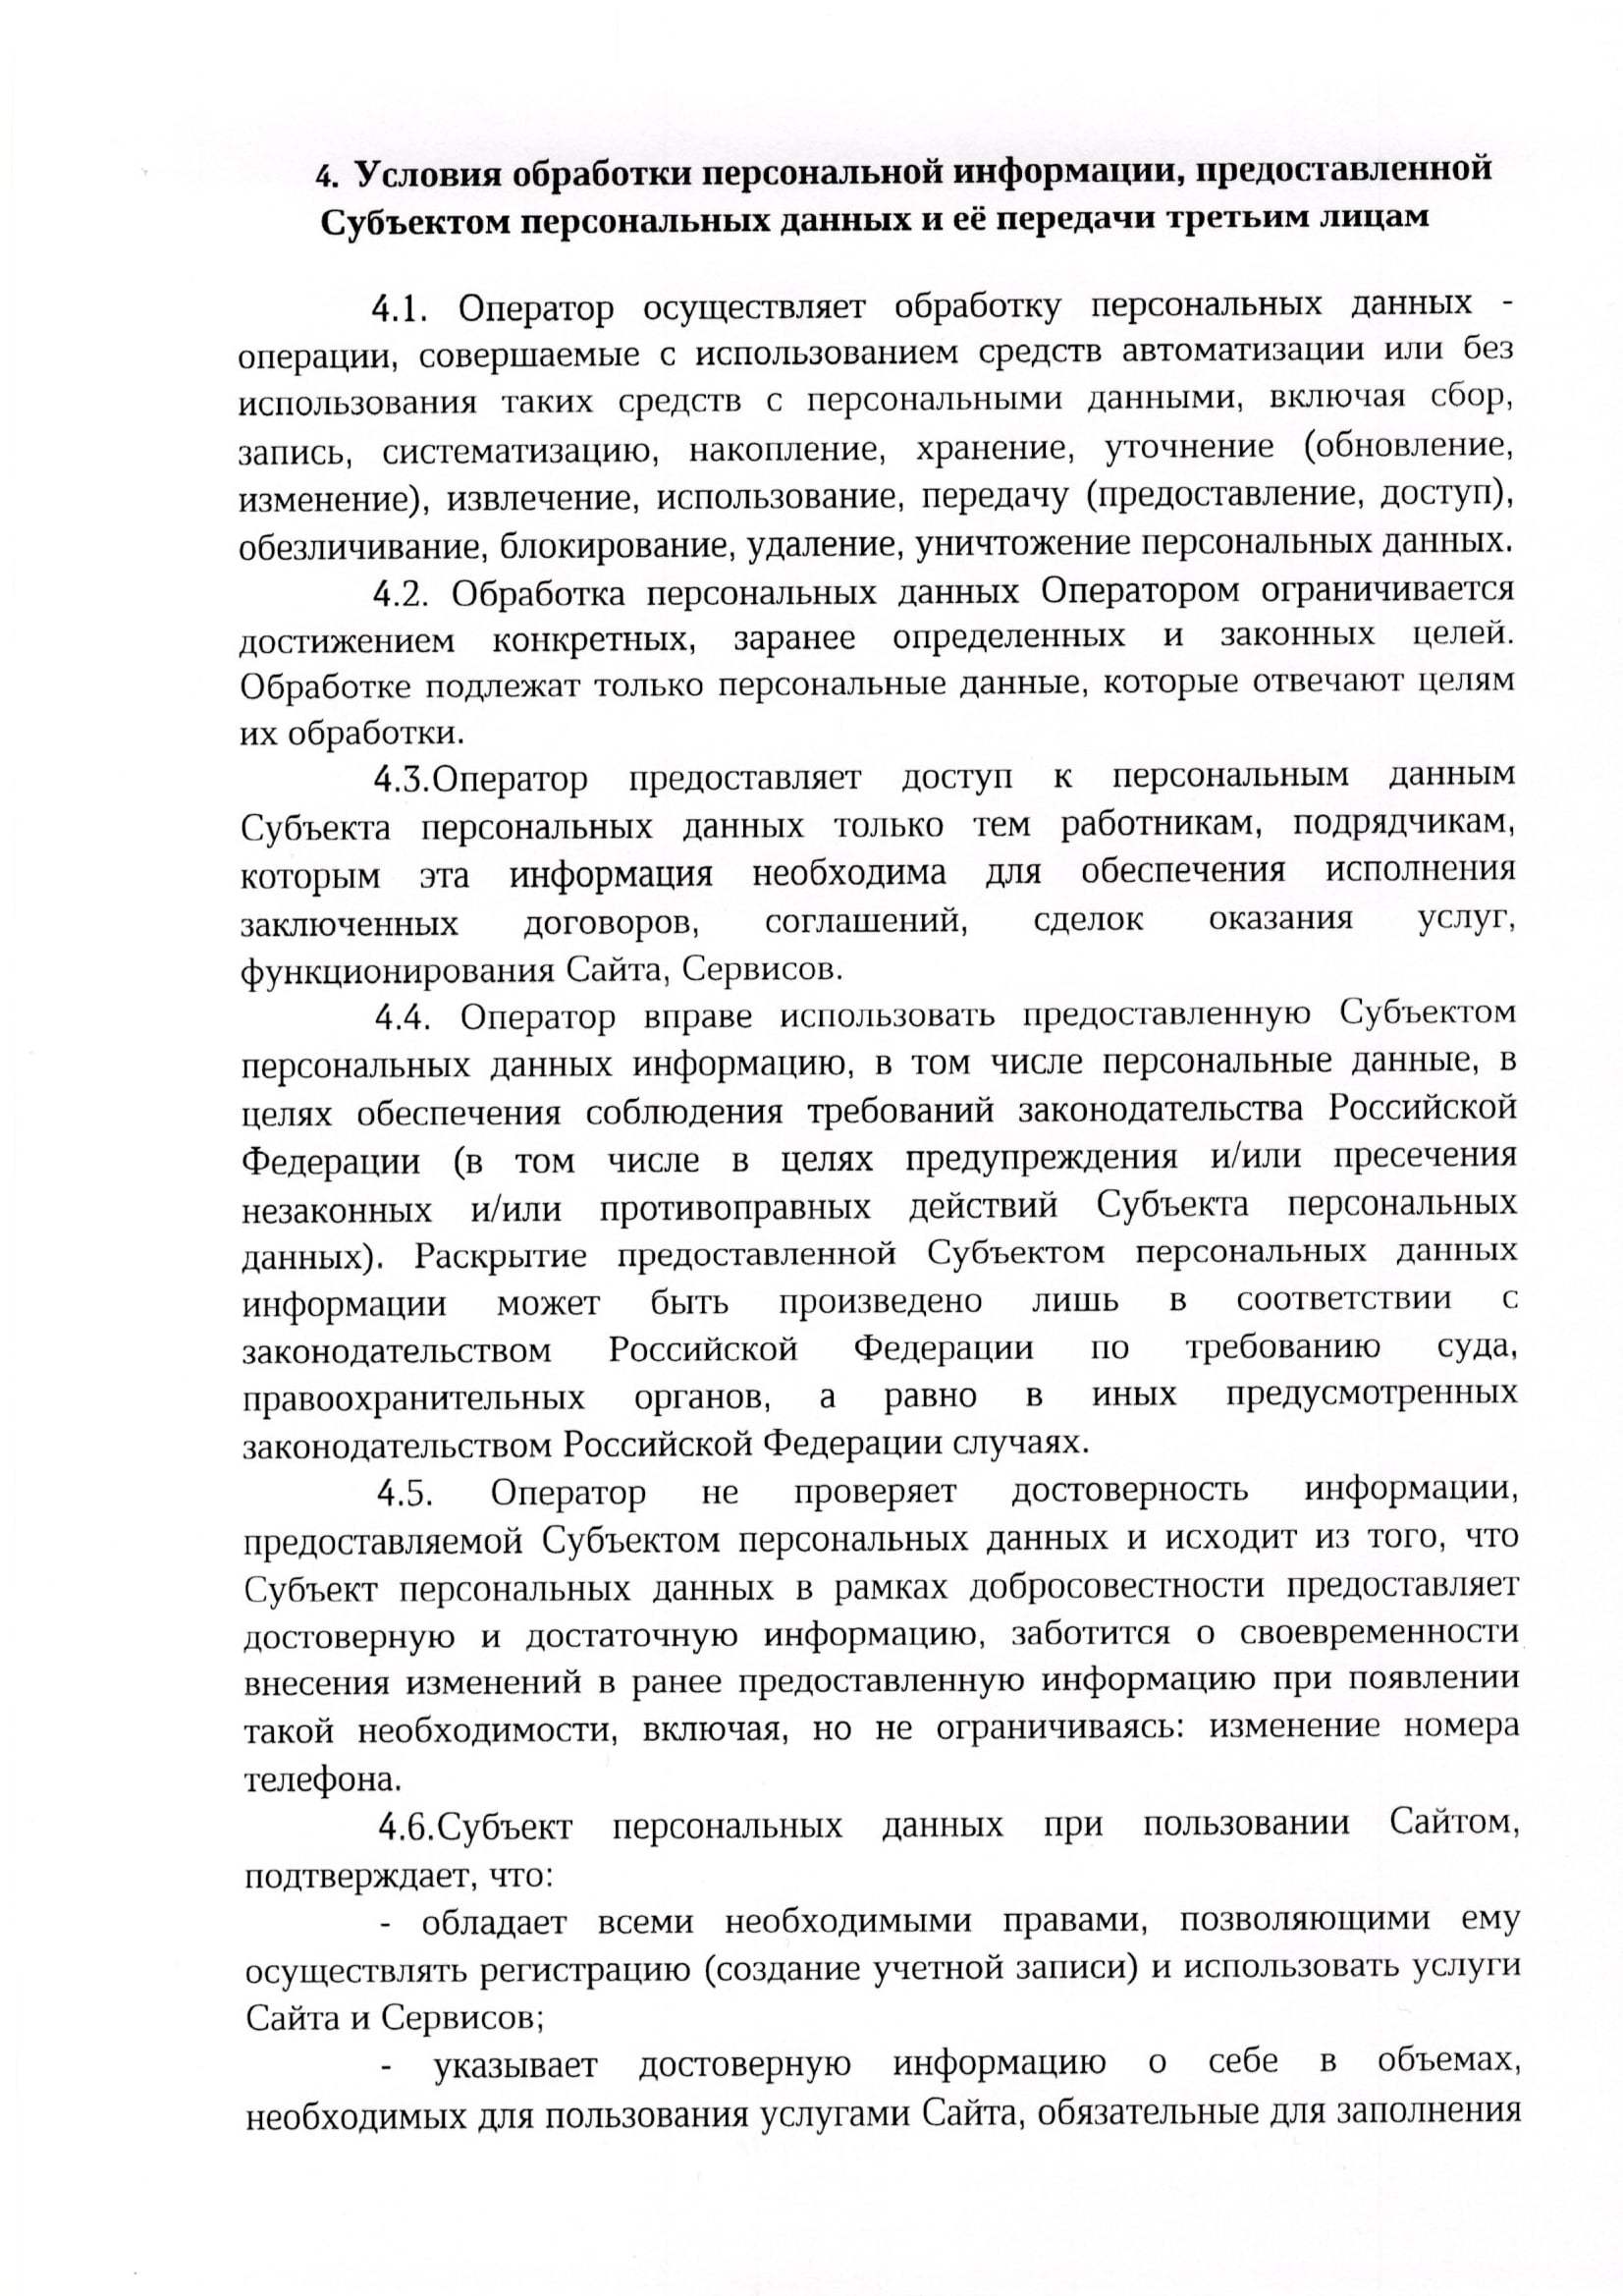 4. Условия обработки персональной информации, предоставленной
Субъектом персональных данных и её передачи третьим лицам
4.1. Оператор осуществляет обработку персональных данных -
операции, совершаемые с использованием средств автоматизации или без
использования таких средств с персональными данными, включая сбор,
запись, систематизацию, накопление, хранение, уточнение (обновление,
изменение), извлечение, использование, передачу (предоставление, доступ),
обезличивание, блокирование, удаление, уничтожение персональных данных.
4.2. Обработка персональных данных Оператором ограничивается
достижением конкретных, заранее определенных и законных целей.
Обработке подлежат только персональные данные, которые отвечают целям
их обработки.
4.3.Оператор предоставляет доступ к персональным данным
Субъекта персональных данных только тем работникам, подрядчикам,
которым эта информация необходима для обеспечения исполнения
заключенных договоров, соглашений, сделок оказания услуг,
функционирования Сайта, Сервисов.
4.4. Оператор вправе использовать предоставленную Субъектом
персональных данных информацию, в том числе персональные данные, в
целях обеспечения соблюдения требований законодательства Российской
Федерации (в том числе в целях предупреждения и/или пресечения
незаконных и/или противоправных действий Субъекта персональных
данных). Раскрытие предоставленной Субъектом персональных данных
информации может быть произведено лишь в соответствии с
законодательством Российской Федерации по требованию суда,
правоохранительных органов, а равно в иных предусмотренных
законодательством Российской Федерации случаях.
4.5. Оператор не проверяет достоверность информации,
предоставляемой Субъектом персональных данных и исходит из того, что
Субъект персональных данных в рамках добросовестности предоставляет
достоверную и достаточную информацию, заботится о своевременности
внесения изменений в ранее предоставленную информацию при появлении
такой необходимости, включая, но не ограничиваясь: изменение номера
телефона.
4.6.Субъект персональных данных при пользовании Сайтом,
подтверждает, что:
- обладает всеми необходимыми правами, позволяющими ему
осуществлять регистрацию (создание учетной записи) и использовать услуги
Сайта и Сервисов;
- указывает достоверную информацию о себе в объемах,
необходимых для пользования услугами Сайта, обязательные для заполнения